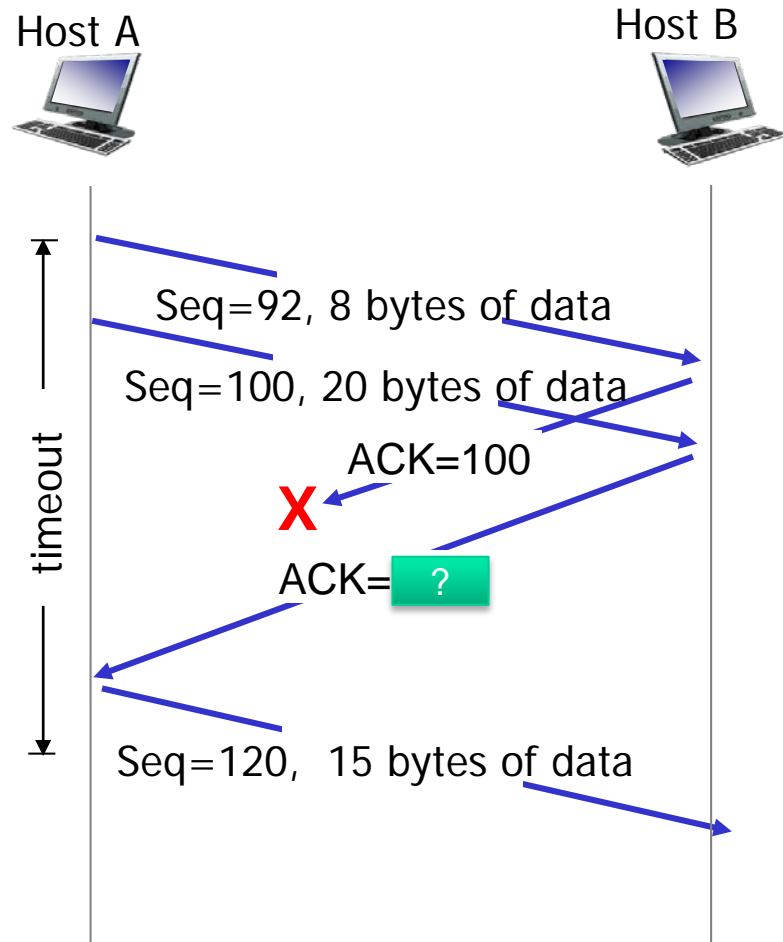 Host A
Host B
Seq=92, 8 bytes of data
Seq=100, 20 bytes of data
ACK=100
X
timeout
ACK= ?
Seq=120, 15 bytes of data